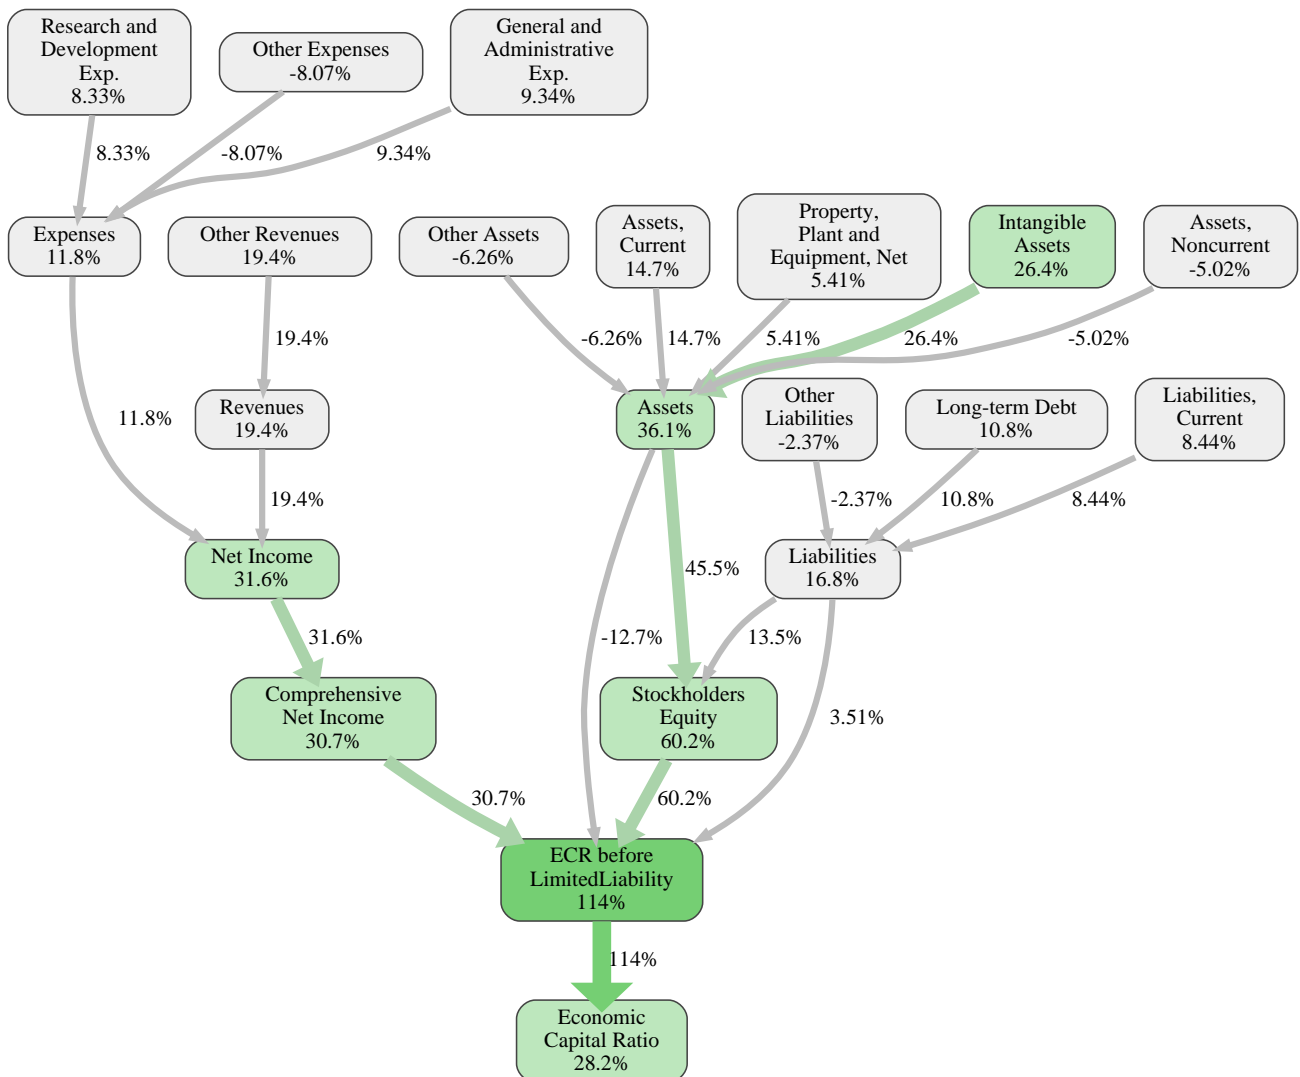 Research and
Development
Exp.
8.33%
Other Expenses
-8.07%
General and
Administrative
Exp.
9.34%
8.33%
-8.07%
9.34%
Expenses
11.8%
Other Revenues
19.4%
Other Assets
-6.26%
Assets,
Current
14.7%
Property,
Plant and
Equipment, Net
5.41%
Intangible
Assets
26.4%
Assets,
Noncurrent
-5.02%
19.4%
-6.26%
14.7%
5.41%
26.4%
-5.02%
11.8%
Revenues
19.4%
Assets
36.1%
Other
Liabilities
-2.37%
Long-term Debt
10.8%
Liabilities,
Current
8.44%
19.4%
-2.37%
10.8%
8.44%
Net Income
31.6%
45.5%
Liabilities
16.8%
31.6%
-12.7%
13.5%
Comprehensive
Net Income
30.7%
Stockholders
Equity
60.2%
3.51%
30.7%
60.2%
ECR before
LimitedLiability
114%
114%
Economic
Capital Ratio
28.2%